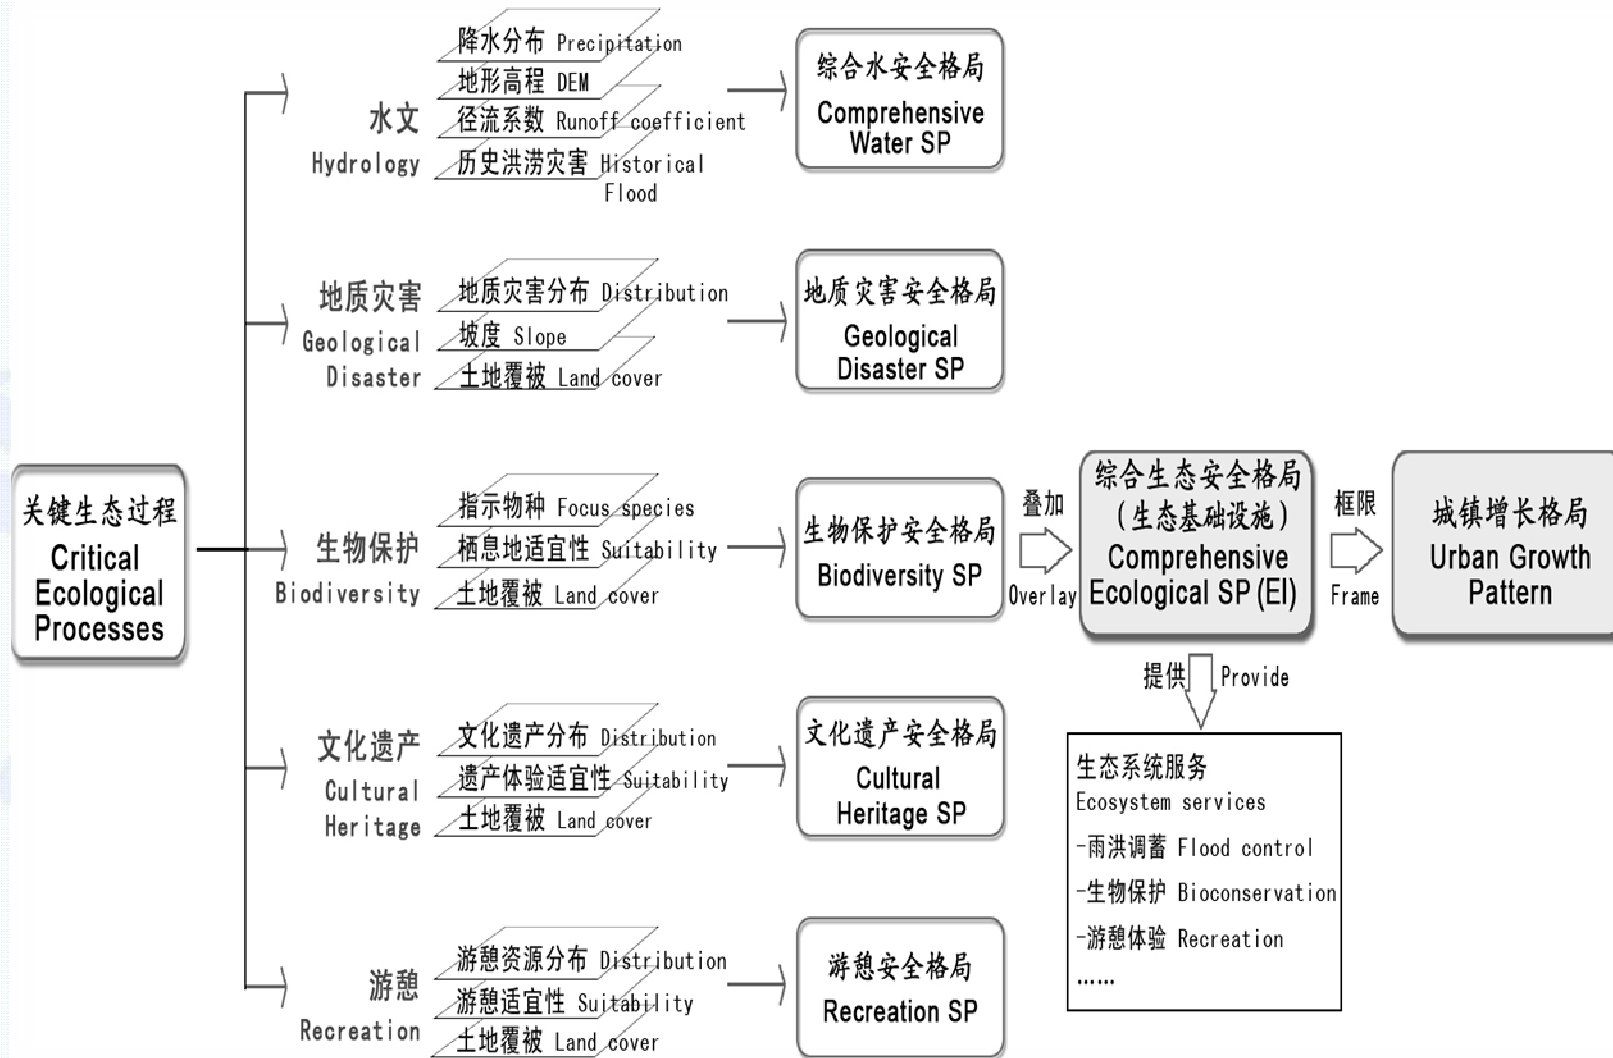 关键生态过程
Critical
Ecological
Processes
水文
Hydrology
降水分布 Precipitation
地形高程 DEM
径流系数 Runoff coefficient
历史洪涝灾害 Historical
Flood
综合水安全格局
Comprehensive
Water SP
地质灾害
Geological
Disaster
地质灾害分布 Distribution
坡度 Slope
土地覆被 Land cover
地质灾害安全格局
Geological
Disaster SP
生物保护
Biodiversity
指示物种 Focus species
栖息地适宜性 Suitability
土地覆被 Land cover
生物保护安全格局
Biodiversity SP
文化遗产
Cultural
Heritage
文化遗产分布 Distribution
遗产体验适宜性 Suitability
土地覆被 Land cover
文化遗产安全格局
Cultural
Heritage SP
游憩
Recreation
游憩资源分布 Distribution
游憩适宜性 Suitability
土地覆被 Land cover
游憩安全格局
Recreation SP
叠加
Overlay
综合生态安全格局
(生态基础设施)
Comprehensive
Ecological SP (EI)
框限
Frame
城镇增长格局
Urban Growth
Pattern
提供 Provide
生态系统服务
Ecosystem services
-雨洪调蓄 Flood control
-生物保护 Bioconservation
-游憩体验 Recreation
……